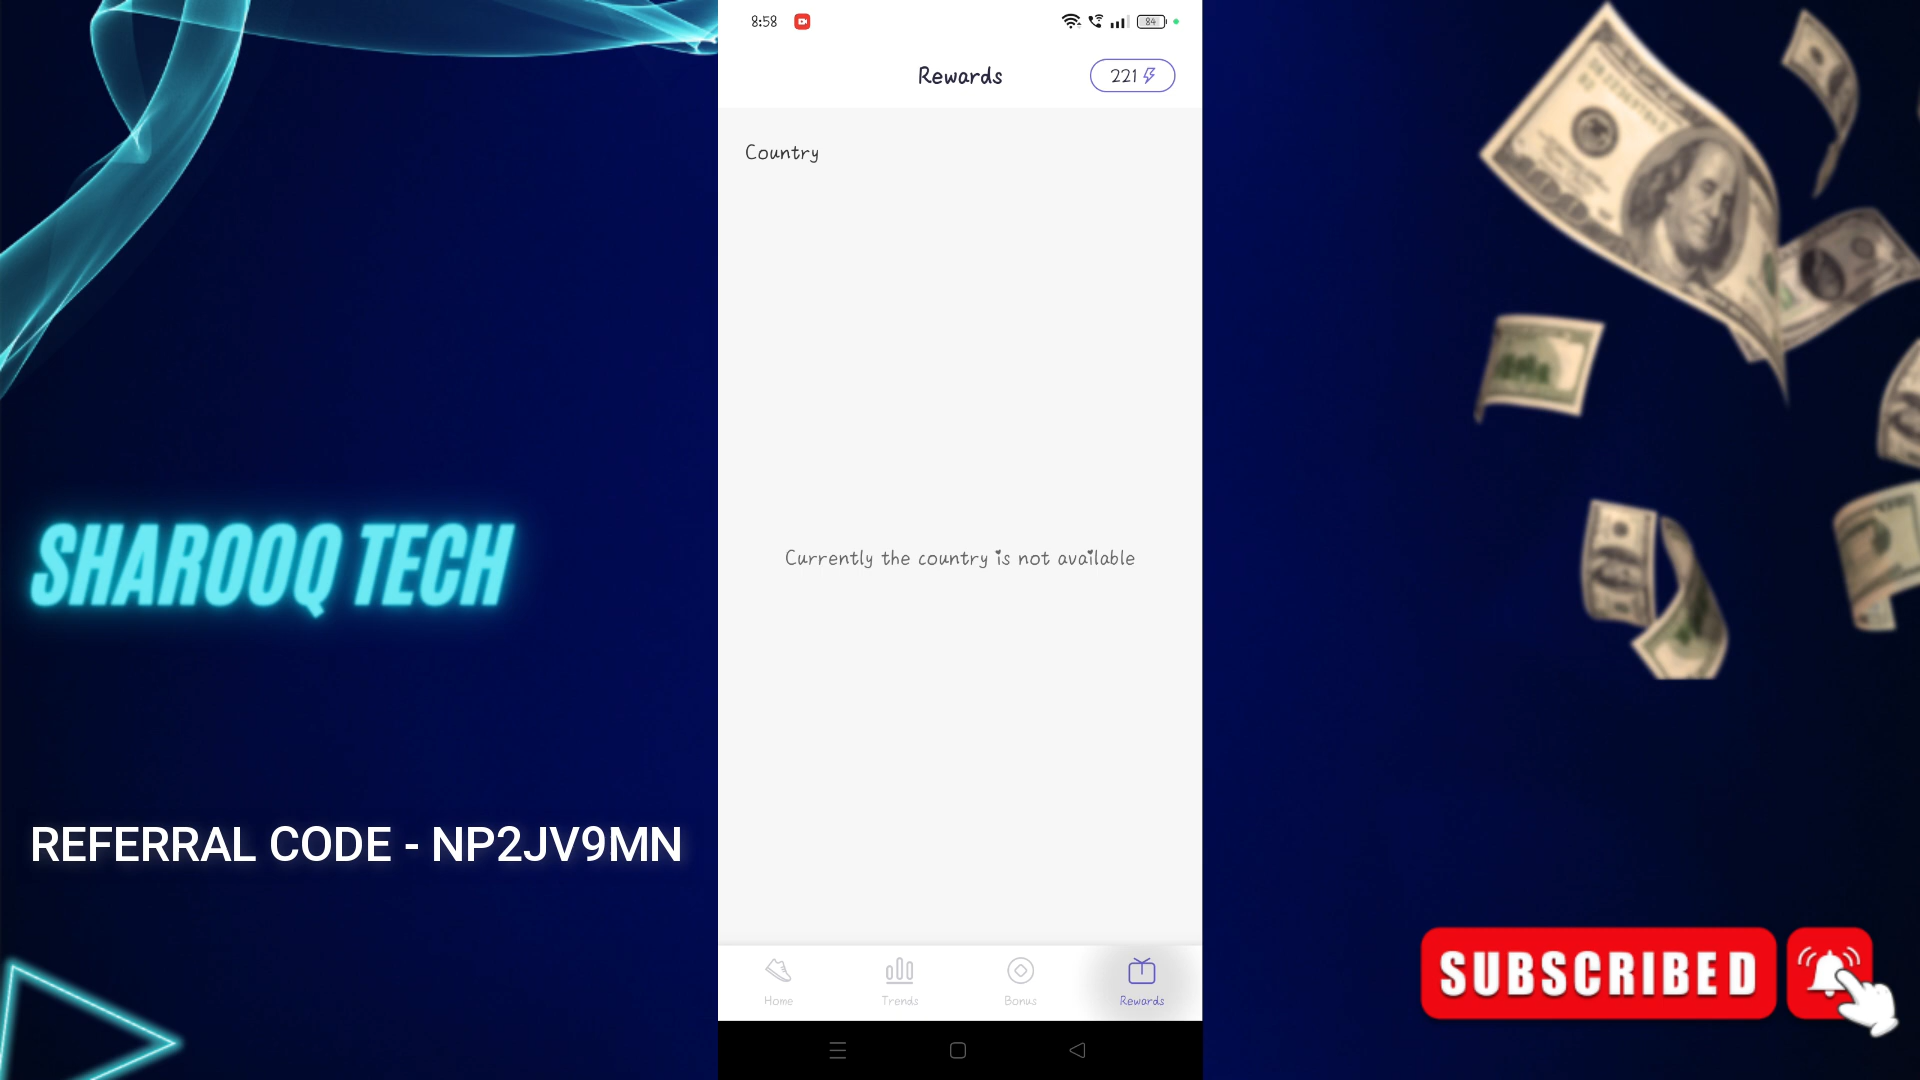 8:58
84
Rewards
221
Country
Currently the country is not available
SHAROOQ TECH
REFERRAL CODE - NP2JV9MN
Home
Trends
Bonus
Rewards
SUBSCRIBED